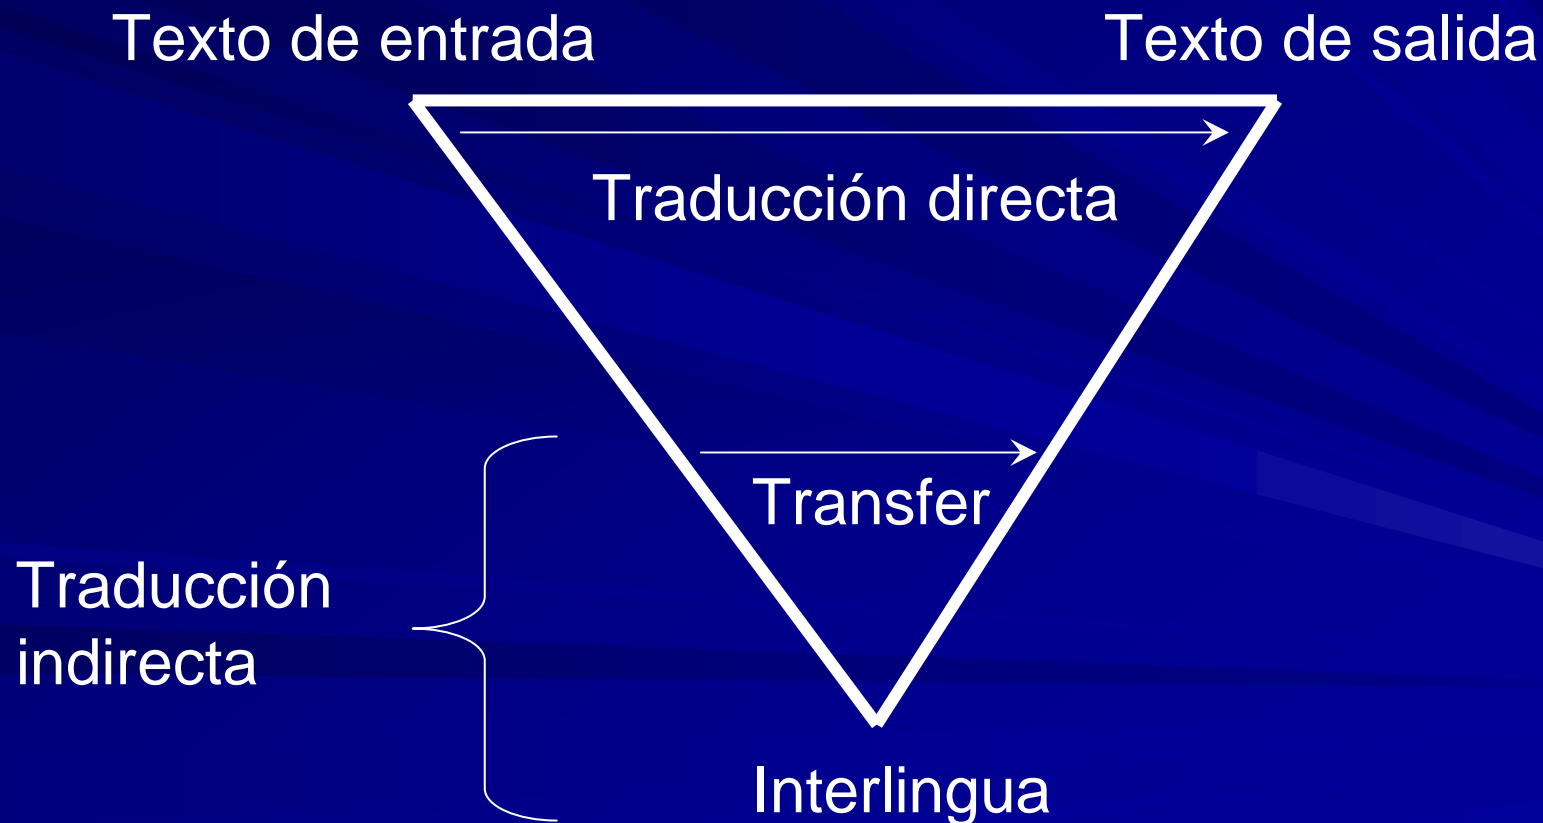 Texto de entrada
Texto de salida
Traducción directa
Transfer
Traducción
indirecta
Interlingua